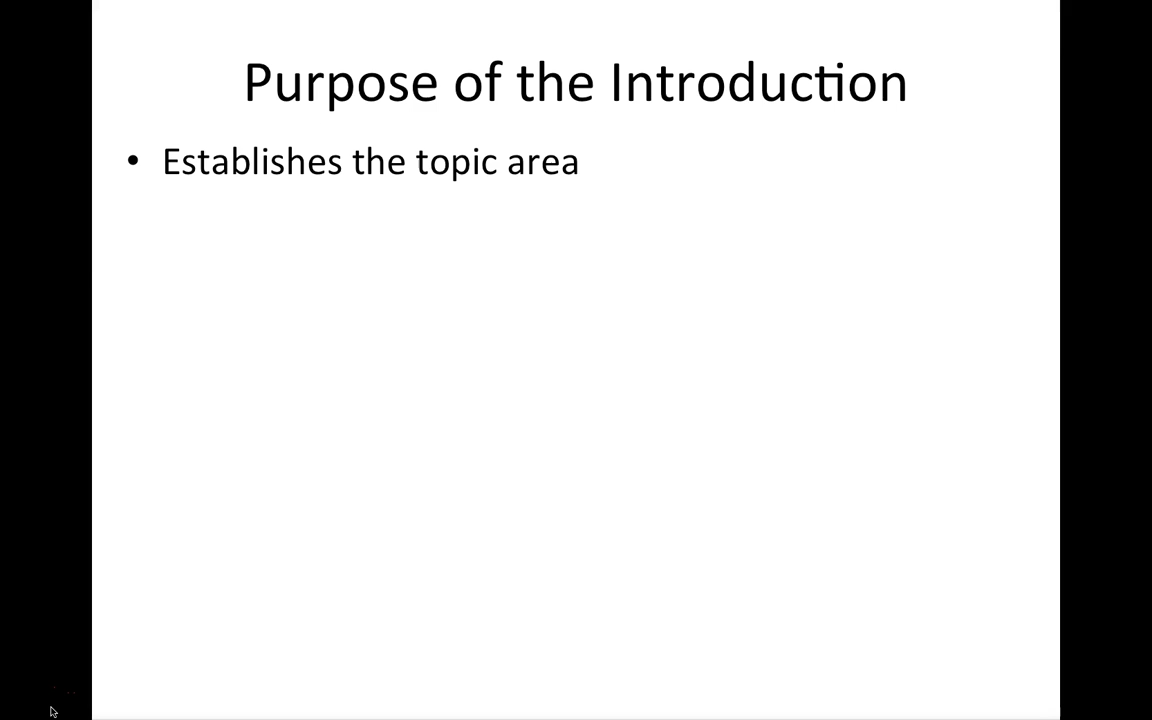 Purpose of the Introduction
• Establishes the topic area